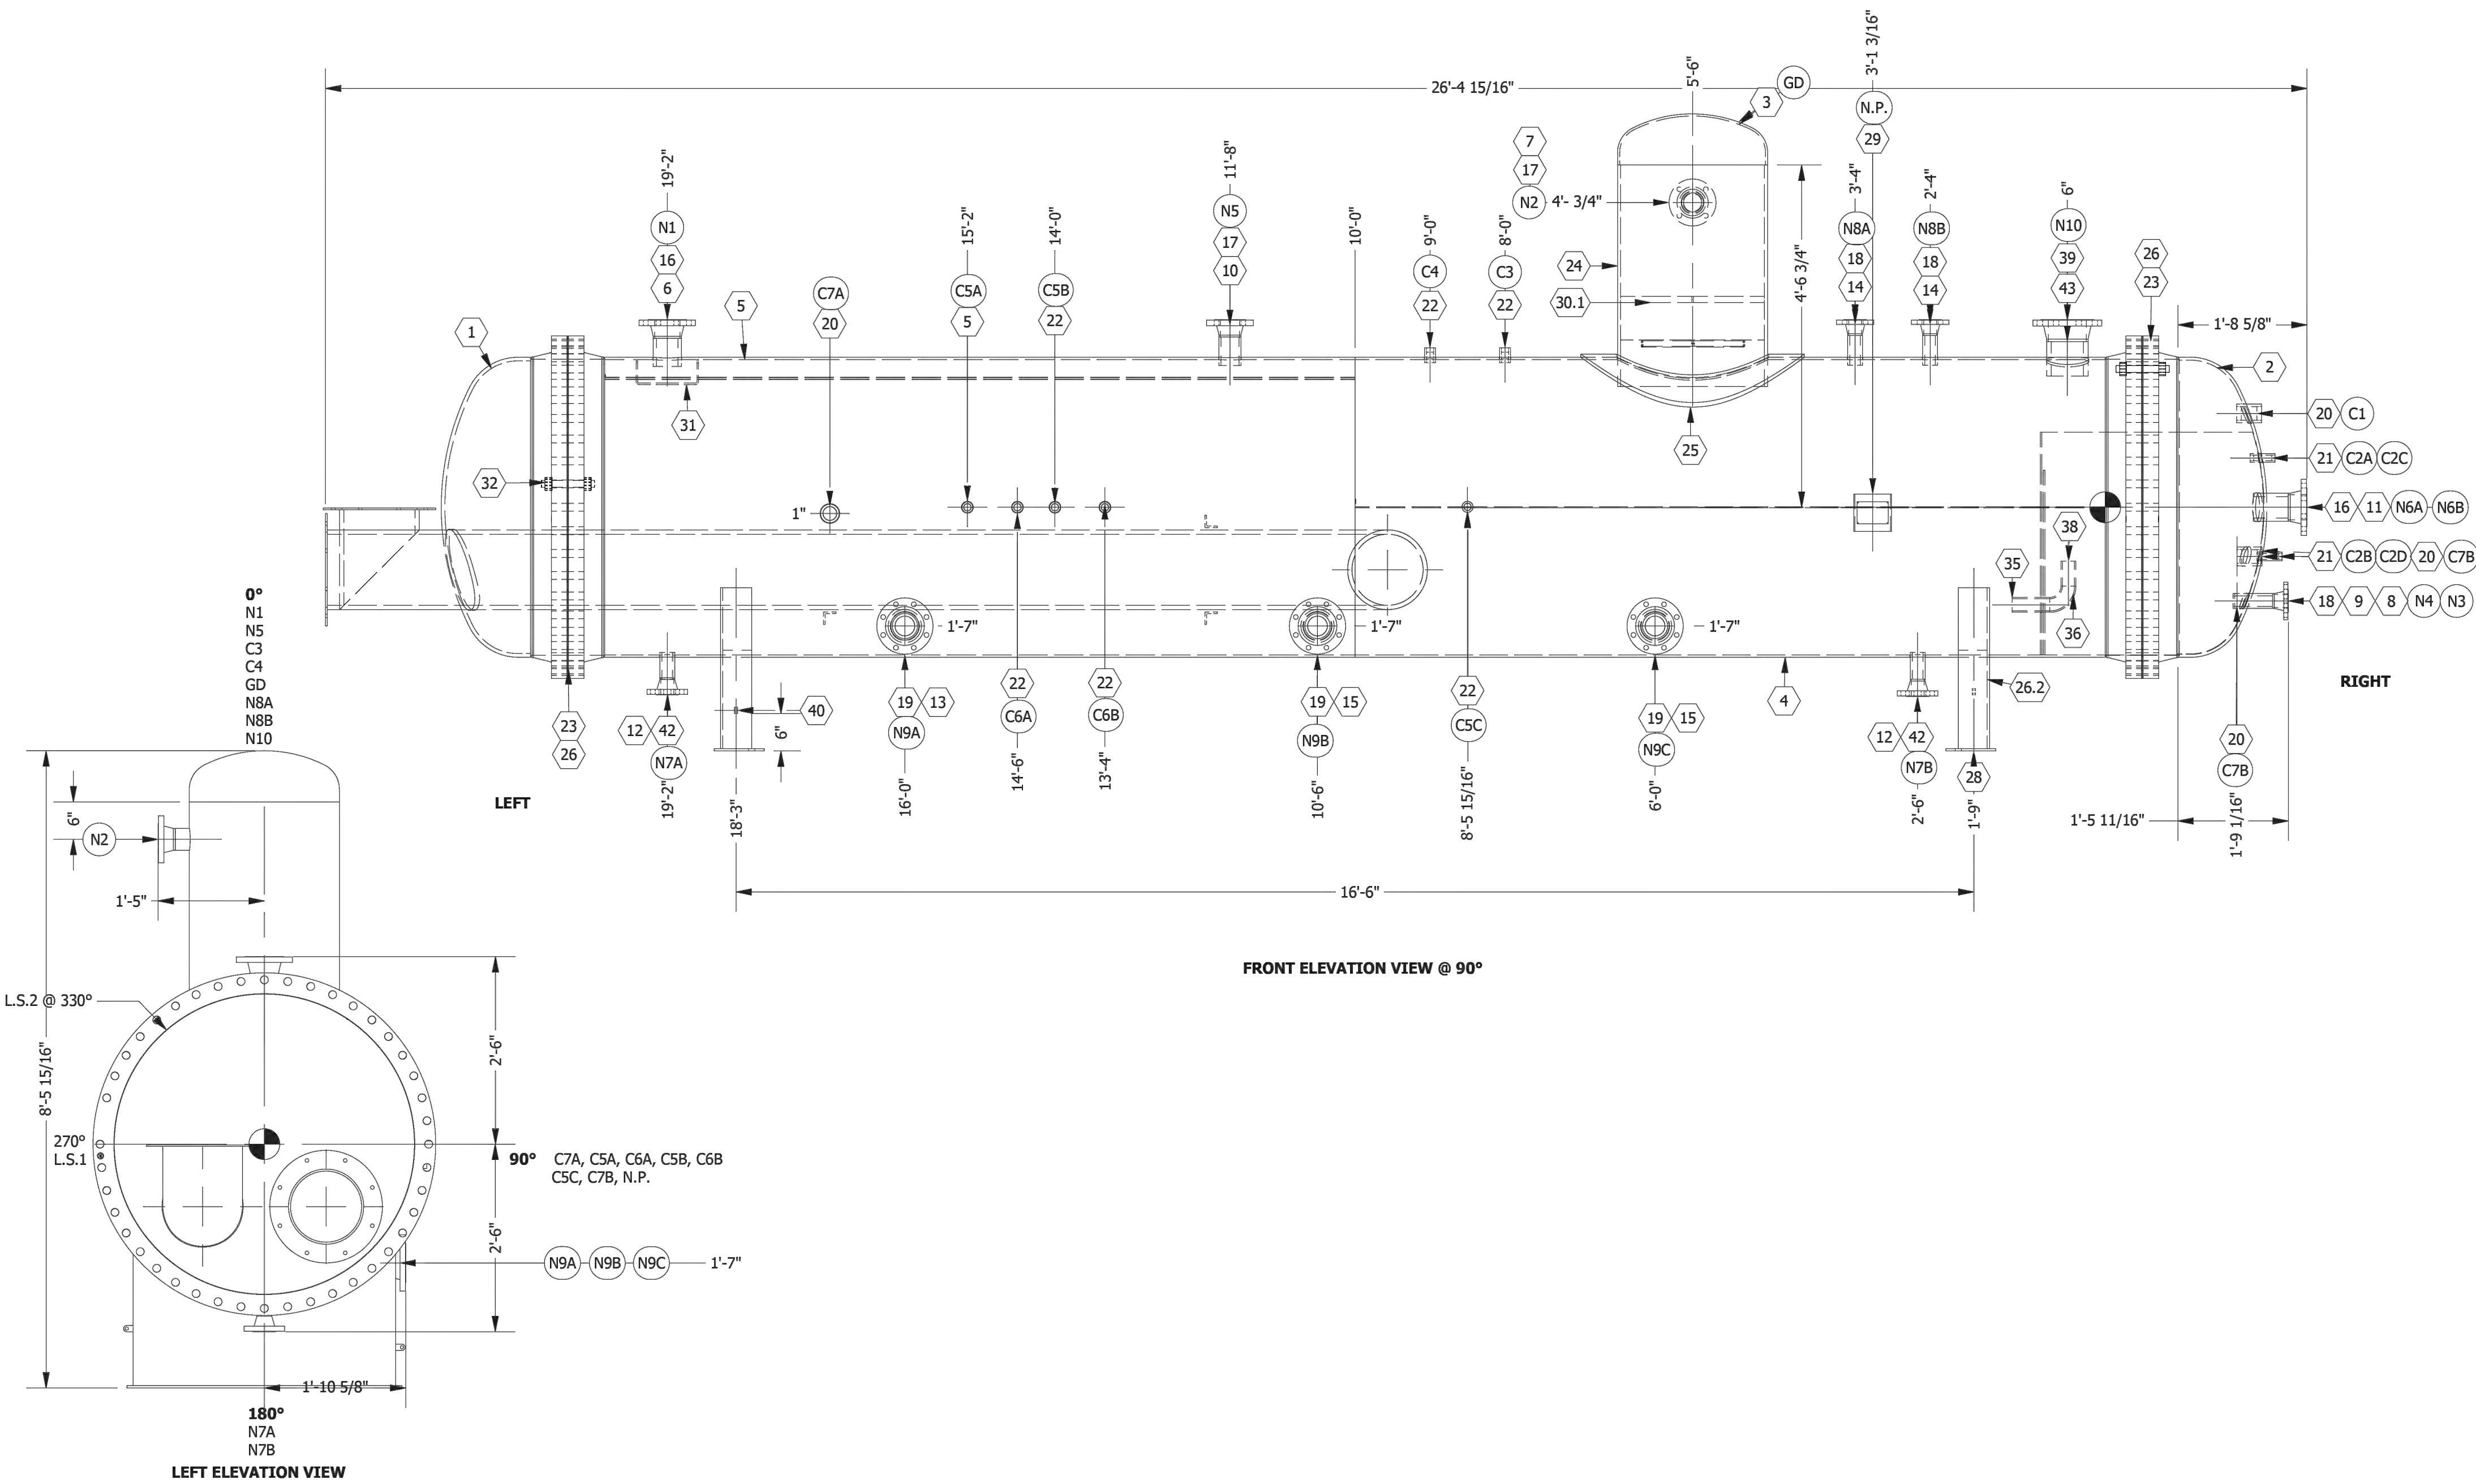 26'-4 15/16"
5'-6"
3'-1 3/16"
GD
3
N.P.
29
7
17
N2
4'- 3/4"
19'-2"
N1
16
6
5
1
C7A
20
15'-2"
C5A
5
14'-0"
C5B
22
11'-8"
N5
17
10
10'-0"
9'-0"
C4
22
8'-0"
C3
22
24
30.1
4'-6 3/4"
3'-4"
N8A
18
14
2'-4"
N8B
18
14
6"
N10
39
43
26
23
1'-8 5/8"
2
31
25
32
1"
20 C1
21 C2A C2C
16 11 N6A N6B
21 C2B C2D 20 C7B
18 9 8 N4 N3
38
35
36
1'-7"
1'-7"
1'-7"
RIGHT
LEFT
23
26
12 42
N7A
19'-2"
40
6"
18'-3"
19 13
N9A
16'-0"
22
C6A
14'-6"
22
C6B
13'-4"
19 15
N9B
10'-6"
22
C5C
8'-5 15/16"
19 15
N9C
6'-0"
4
12 42
N7B
2'-6"
26.2
28
1'-9"
20
C7B
1'-9 1/16"
1'-5 11/16"
16'-6"
FRONT ELEVATION VIEW @ 90°
0°
N1
N5
C3
C4
GD
N8A
N8B
N10
6"
N2
1'-5"
L.S.2 @ 330°
8'-5 15/16"
2'-6"
270°
L.S.1
90° C7A, C5A, C6A, C5B, C6B
C5C, C7B, N.P.
2'-6"
N9A N9B N9C 1'-7"
1'-10 5/8"
180°
N7A
N7B
LEFT ELEVATION VIEW